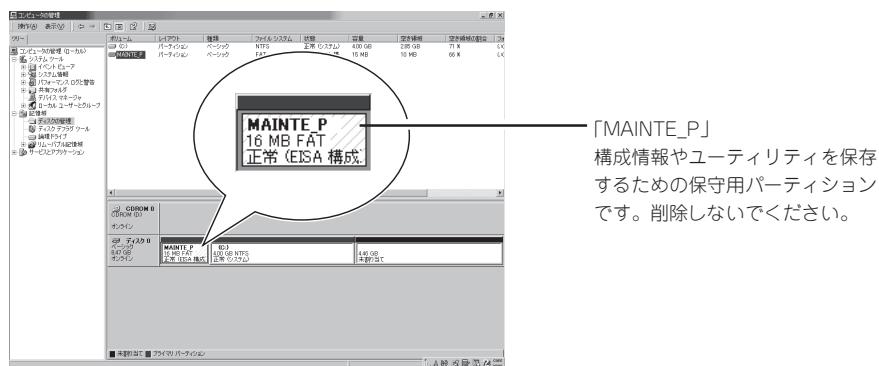 コンピュータの管理
操作(A) 表示(V)
ツリー
コンピュータの管理 (ローカル)
システム ツール
イベント ビューア
システム情報
パフォーマンス ログと警告
共有フォルダ
デバイス マネージャ
ローカル ユーザーとグループ
記憶域
ディスクの管理
ディスク デフラグ ツール
論理ドライブ
リムーバブル記憶域
サービスとアプリケーション
ボリューム レイアウト 種類 ファイル システム 状態 容量 空き領域 空き領域の割合
(C:) パーティション ベーシック NTFS 正常 (システム) 4.00 GB 2.85 GB 71 %
MAINTE_P パーティション ベーシック FAT 15 MB 10 MB 66 %
MAINTE_P
16 MB FAT
正常 (EISA 構成
「MAINTE_P」
構成情報やユーティリティを保存
するための保守用パーティション
です。削除しないでください。
CDROM 0
CDROM (D:)
オンライン
ディスク 0
ベーシック
8.47 GB
オンライン
MAINTE_P
16 MB FAT
正常 (EISA 構成
(C:)
4.00 GB NTFS
正常 (システム)
4.46 GB
未割り当て
未割り当て プライマリ パーティション